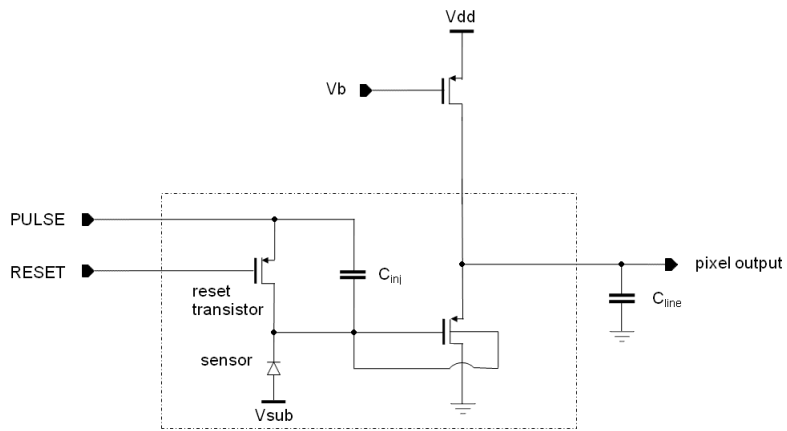 Vdd
Vb
PULSE
RESET
reset
transistor
Cinj
pixel output
Cline
sensor
Vsub